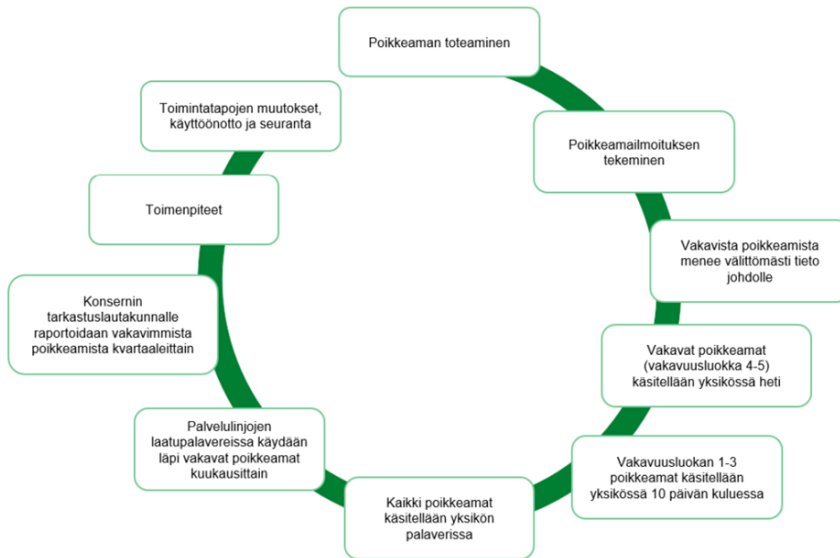 Poikkeaman toteaminen
Poikkeamailmoituksen
tekeminen
Vakavista poikkeamista
menee välittömästi tieto
johdolle
Vakavat poikkeamat
(vakavuusluokka 4-5)
käsitellään yksikössä heti
Vakavuusluokan 1-3
poikkeamat käsitellään
yksikössä 10 päivän kuluessa
Kaikki poikkeamat
käsitellään yksikön
palaverissa
Palvelulinjojen
laatupalavereissa käydään
läpi vakavat poikkeamat
kuukausittain
Konsernin
tarkastuslautakunnalle
raportoidaan vakavimmista
poikkeamista kvartaaleittain
Toimenpiteet
Toimintatapojen muutokset,
käyttöönotto ja seuranta